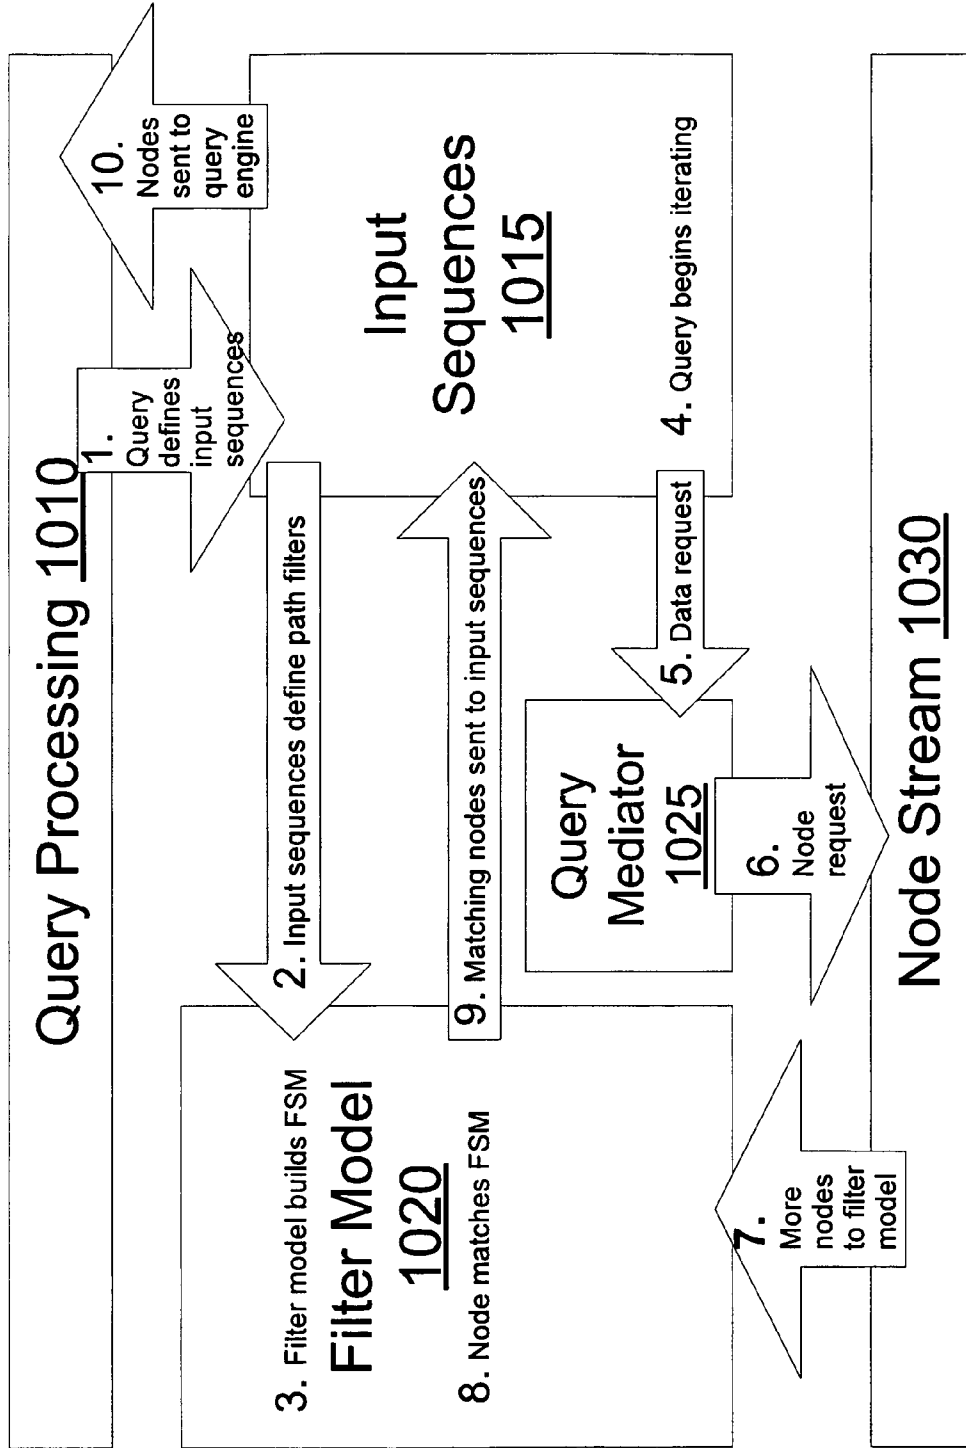 Query Processing 1010
1.
Query
defines
input
sequences
10.
Nodes
sent to
query
engine
2. Input sequences define path filters
3. Filter model builds FSM
Filter Model
1020
8. Node matches FSM
9. Matching nodes sent to input sequences
Input
Sequences
1015
4. Query begins iterating
5. Data request
Query
Mediator
1025
6.
Node
request
7.
More
nodes
to filter
model
Node Stream 1030